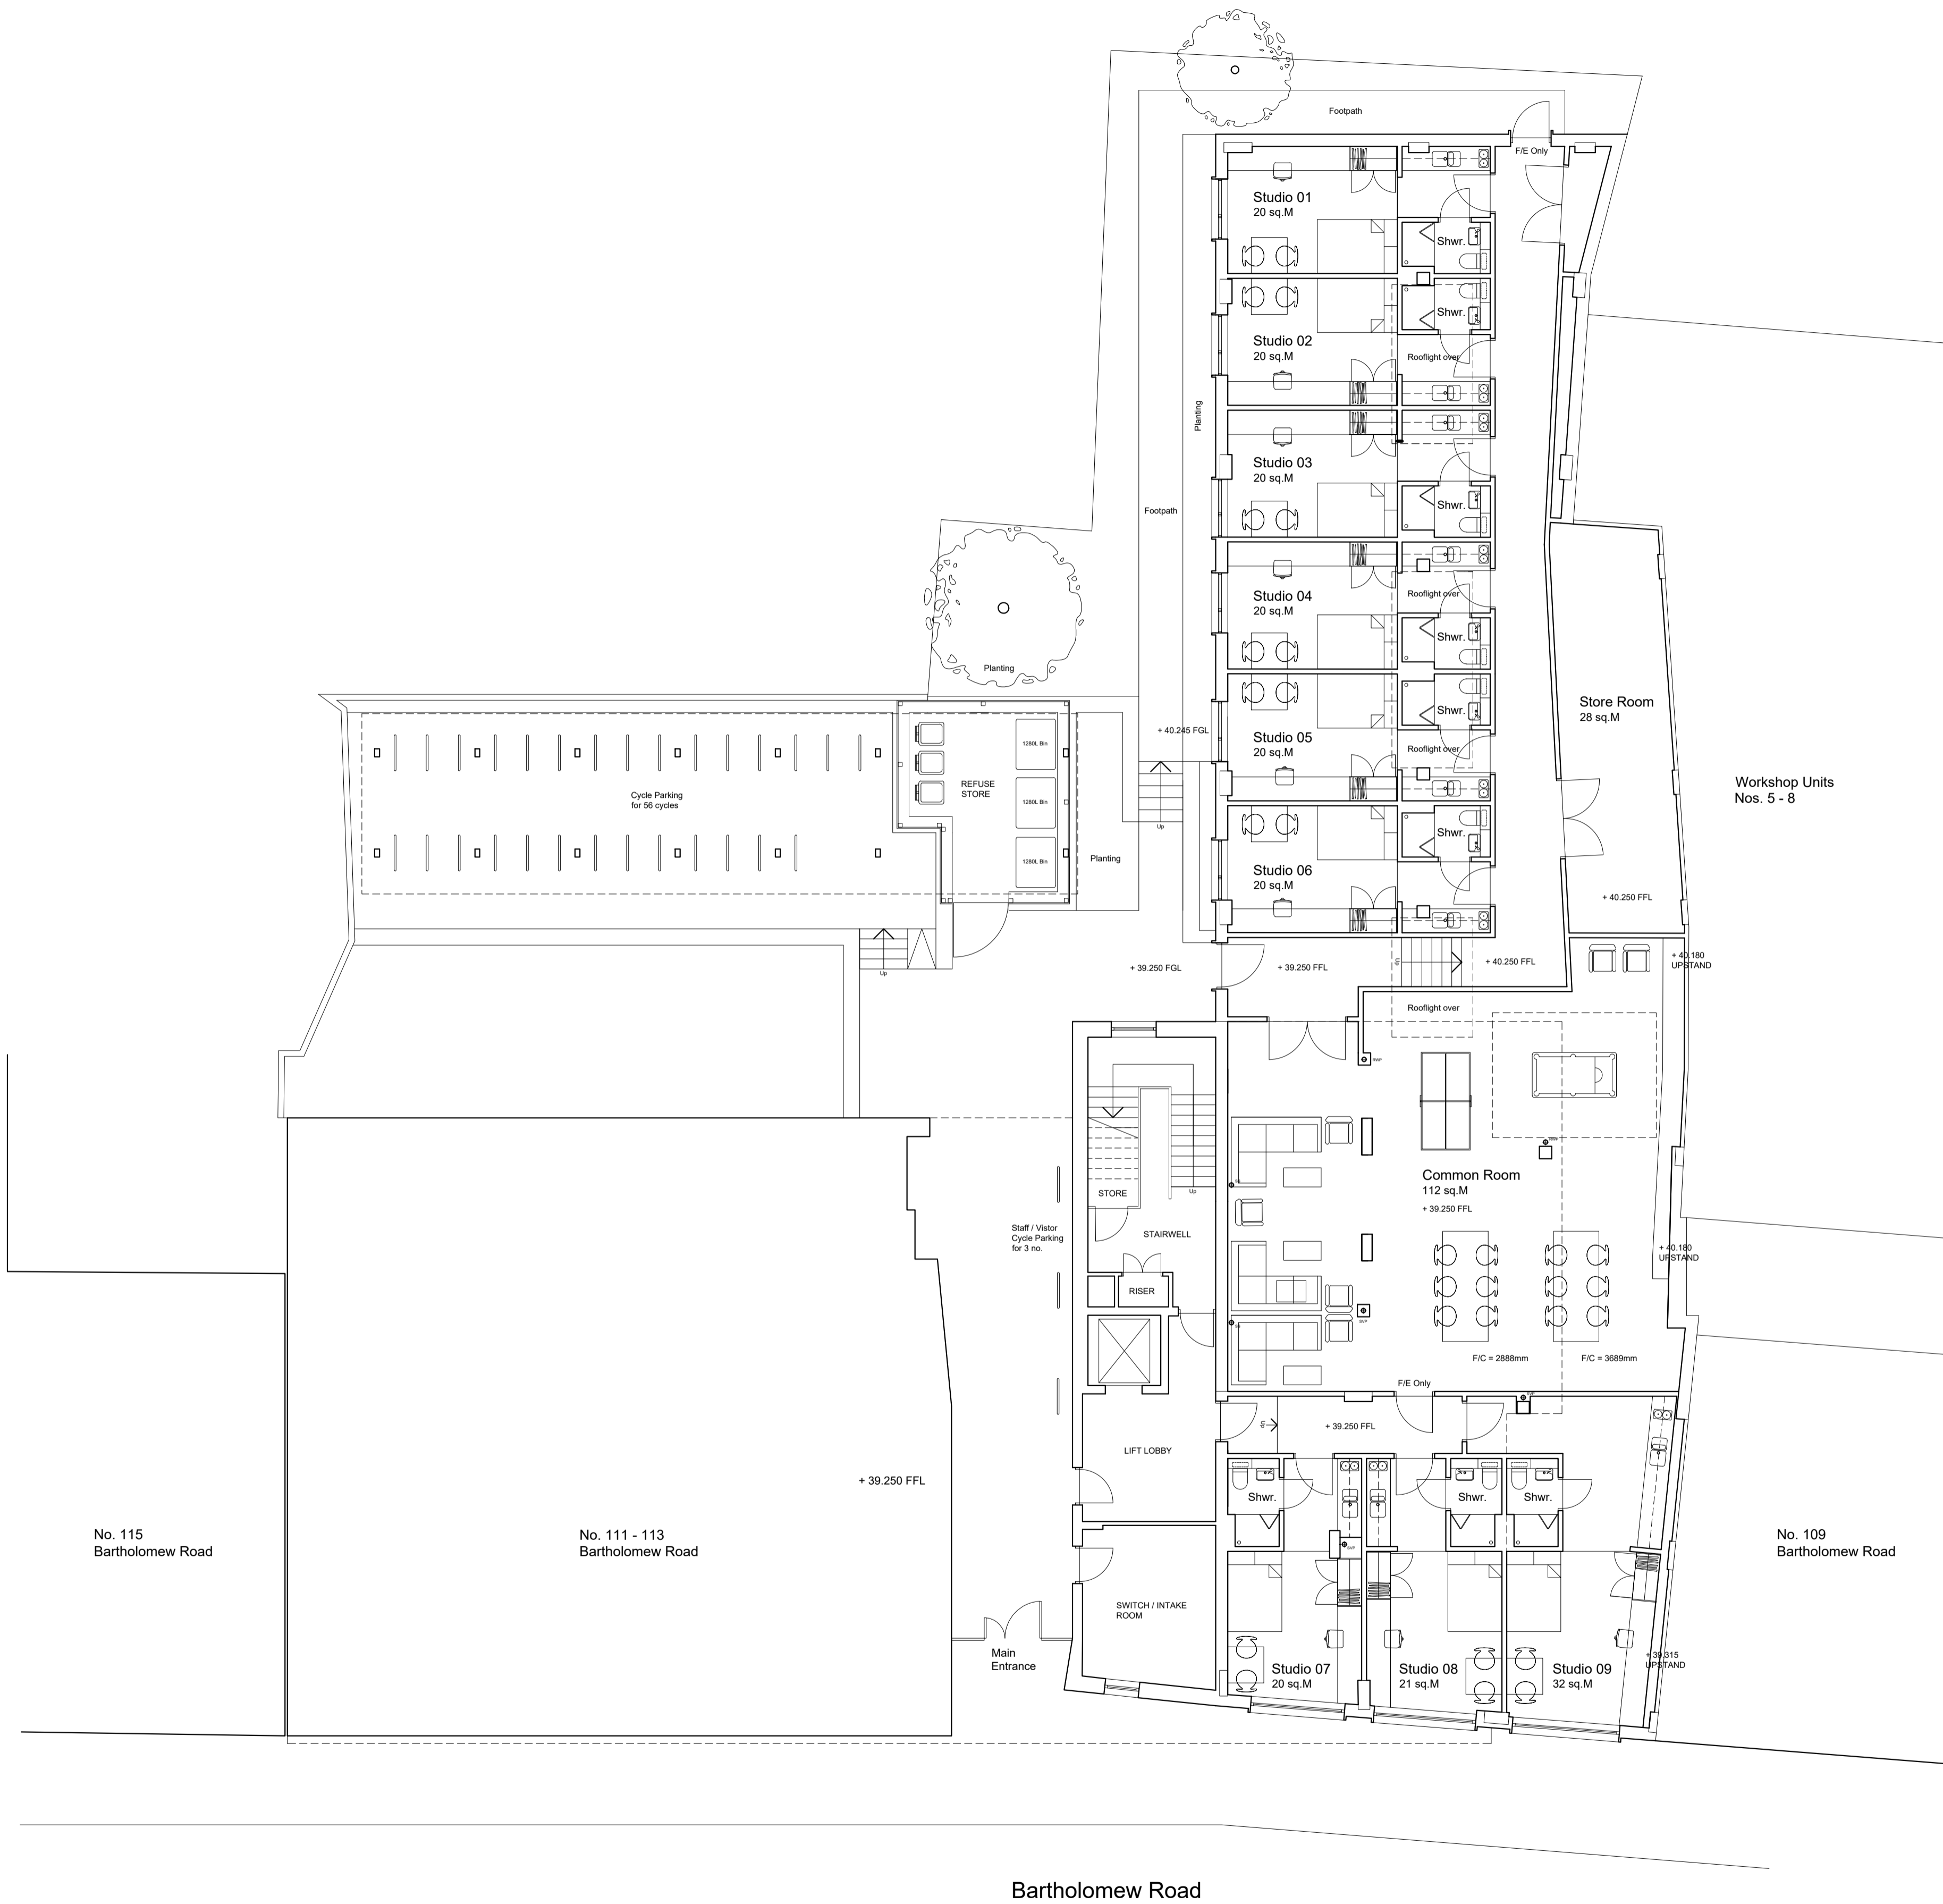 Footpath
F/E Only
Studio 01
20 sq.M
Shwr.
Shwr.
Studio 02
20 sq.M
Rooflight over
Planting
Studio 03
20 sq.M
Shwr.
Footpath
Studio 04
20 sq.M
Rooflight over
Shwr.
Planting
Store Room
28 sq.M
Shwr.
+ 40.245 FGL
Studio 05
20 sq.M
Rooflight over
Workshop Units
Nos. 5 - 8
Cycle Parking
for 56 cycles
REFUSE
STORE
1280L Bin
1280L Bin
1280L Bin
Up
Planting
Shwr.
Studio 06
20 sq.M
+ 40.250 FFL
Up
+ 39.250 FGL
+ 39.250 FFL
Up
+ 40.250 FFL
+ 40.180
UPSTAND
Rooflight over
RWP
Common Room
112 sq.M
+ 39.250 FFL
STORE
Up
Staff / Vistor
Cycle Parking
for 3 no.
STAIRWELL
+ 40.180
UPSTAND
RISER
SVP
F/C = 2888mm
F/C = 3689mm
F/E Only
SVP
Up
+ 39.250 FFL
LIFT LOBBY
+ 39.250 FFL
Shwr.
Shwr.
Shwr.
SVP
No. 115
Bartholomew Road
No. 111 - 113
Bartholomew Road
No. 109
Bartholomew Road
SWITCH / INTAKE
ROOM
Main
Entrance
Studio 07
20 sq.M
Studio 08
21 sq.M
Studio 09
32 sq.M
+ 39.315
UPSTAND
Bartholomew Road